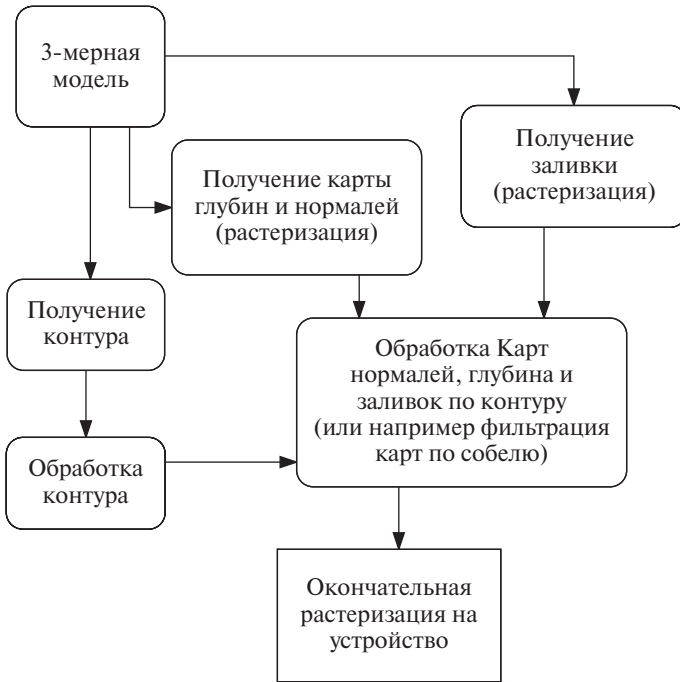 3-мерная
модель
Получение
заливки
(растеризация)
Получение карты
глубин и нормалей
(растеризация)
Получение
контура
Обработка Карт
нормалей, глубина и
заливок по контуру
(или например фильтрация
карт по собелю)
Обработка
контура
Окончательная
растеризация на
устройство